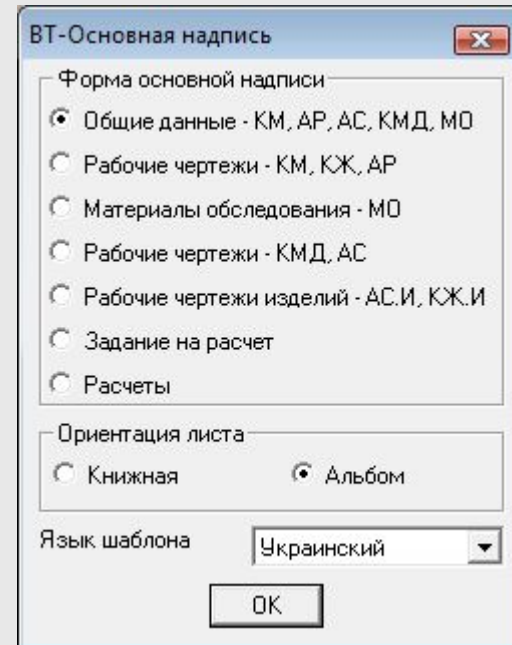 ВТ-Основная надпись
Форма основной надписи
Общие данные - КМ, АР, АС, КМД, МО
Рабочие чертежи - КМ, КЖ, АР
Материалы обследования - МО
Рабочие чертежи - КМД, АС
Рабочие чертежи изделий - АС.И, КЖ.И
Задание на расчет
Расчеты
Ориентация листа
Книжная Альбом
Язык шаблона Украинский
OK